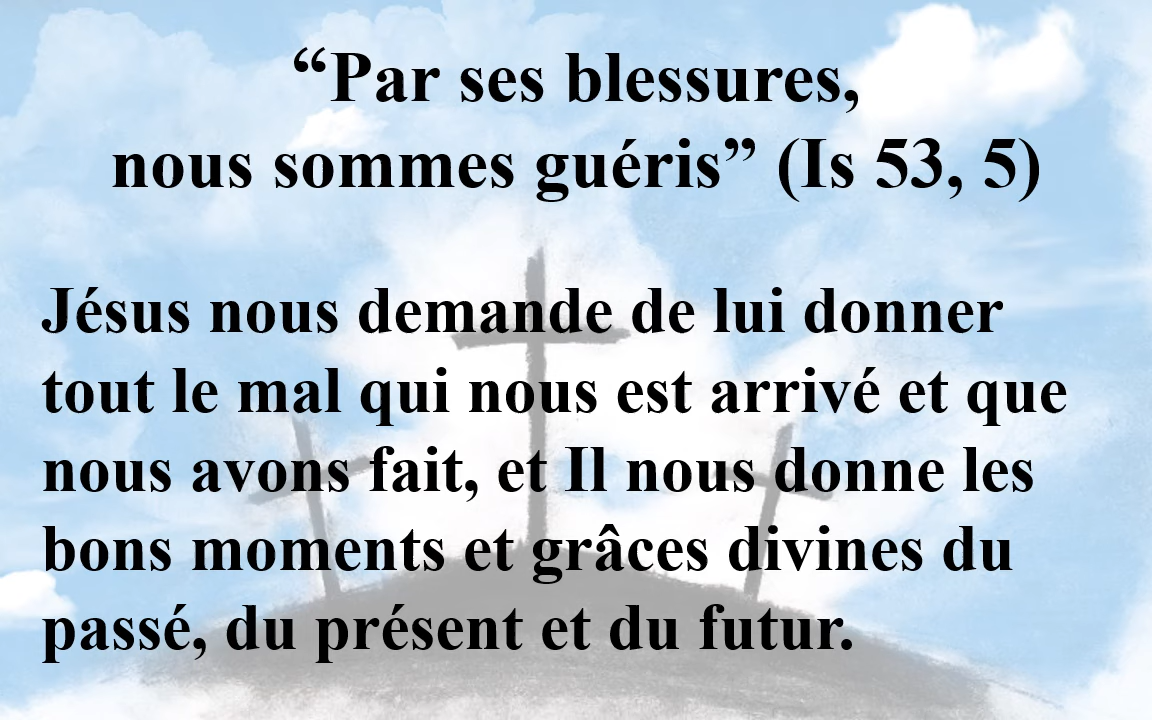 “Par ses blessures,
nous sommes guéris” (Is 53, 5)
Jésus nous demande de lui donner
tout le mal qui nous est arrivé et que
nous avons fait, et Il nous donne les
bons moments et grâces divines du
passé, du présent et du futur.